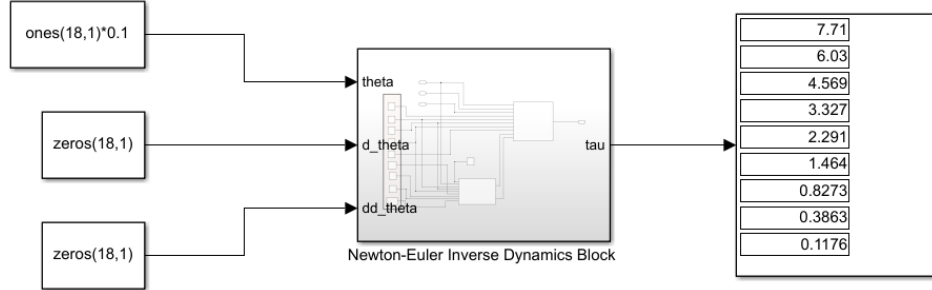 ones(18,1)*0.1
zeros(18,1)
zeros(18,1)
theta
d_theta
dd_theta
tau
Newton-Euler Inverse Dynamics Block
7.71
6.03
4.569
3.327
2.291
1.464
0.8273
0.3863
0.1176